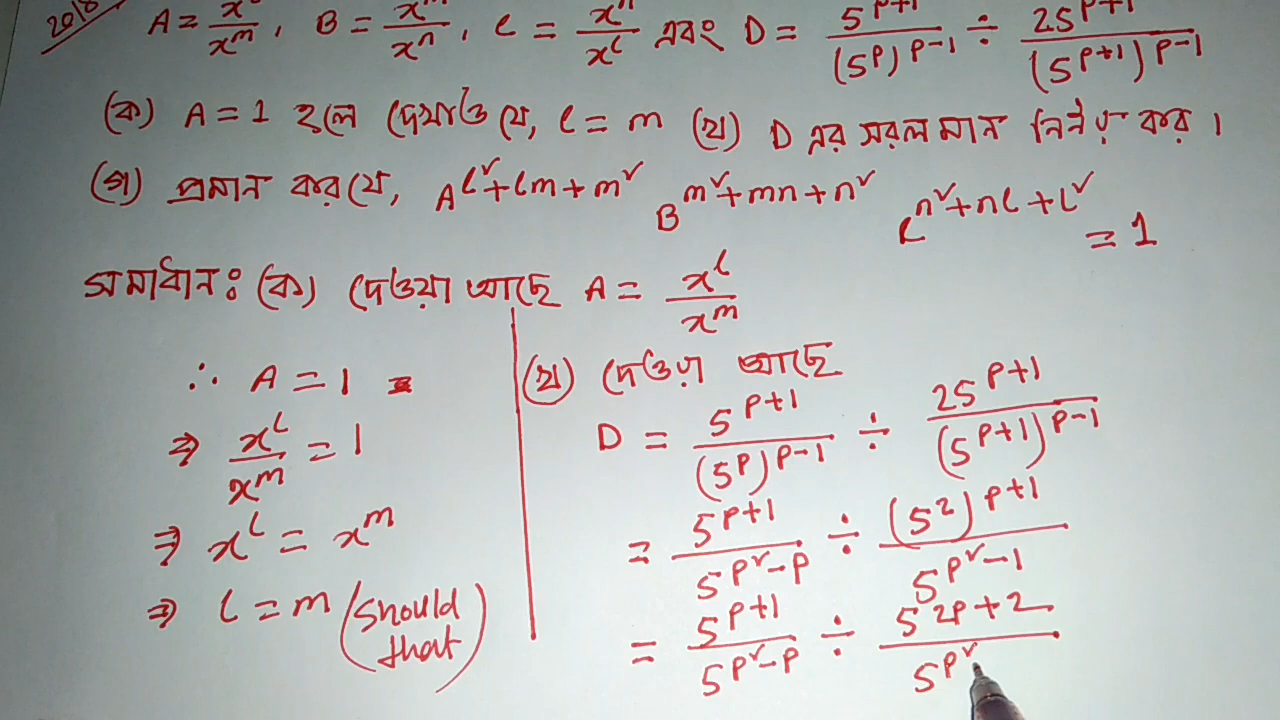 2018 A = x^l/x^m, B = x^m/x^n, C = x^n/x^l এবং D = 5^(p+1)/(5^p)^(p-1) ÷ 25^(p+1)/(5^(p+1))^(p-1)
(ক) A = 1 হলে দেখাও যে, l = m (খ) D এর সরল মান নির্ণয় কর।
(গ) প্রমান কর যে, A^(l²+lm+m²) B^(m²+mn+n²) C^(n²+nl+l²) = 1
সমাধান: (ক) দেওয়া আছে A = x^l/x^m
∴ A = 1
⇒ x^l/x^m = 1
⇒ x^l = x^m
⇒ l = m (should that)
(খ) দেওয়া আছে
D = 5^(p+1)/(5^p)^(p-1) ÷ 25^(p+1)/(5^(p+1))^(p-1)
= 5^(p+1)/5^(p²-p) ÷ (5^2)^(p+1)/5^(p²-1)
= 5^(p+1)/5^(p²-p) ÷ 5^(2p+2)/5^(p²)